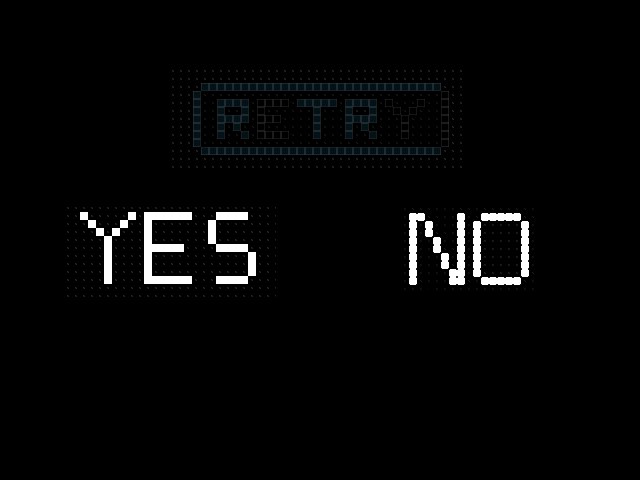 RETRY
YES NO